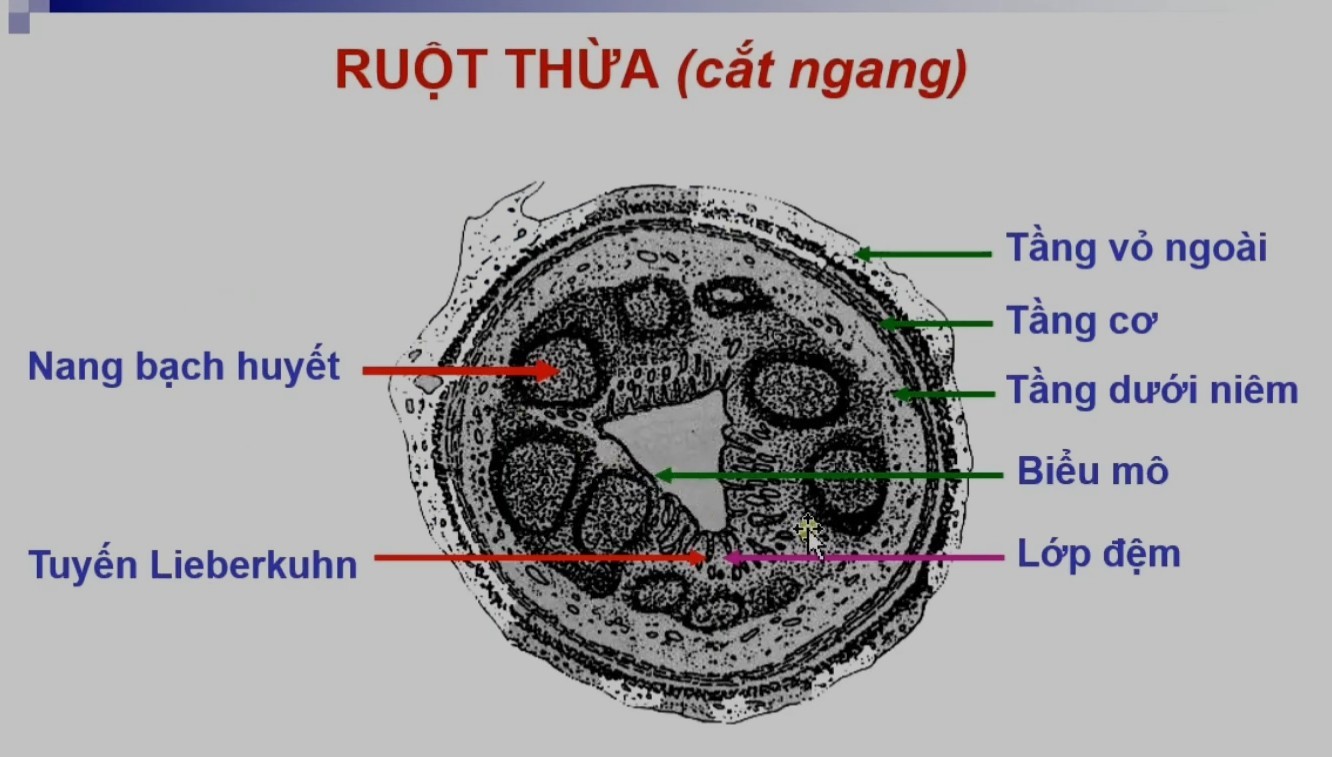 RUỘT THỪA (cắt ngang)
Tầng vỏ ngoài
Tầng cơ
Nang bạch huyết
Tầng dưới niêm
Biểu mô
Tuyến Lieberkuhn
Lớp đệm